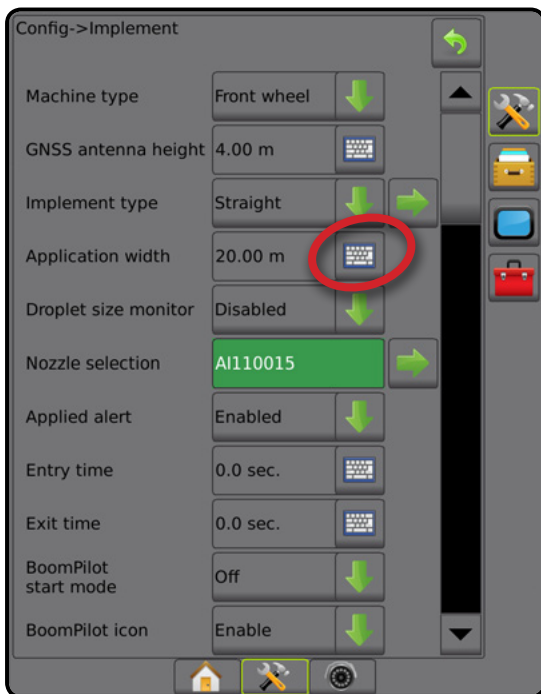 Config->Implement
Machine type Front wheel
GNSS antenna height 4.00 m
Implement type Straight
Application width 20.00 m
Droplet size monitor Disabled
Nozzle selection AI110015
Applied alert Enabled
Entry time 0.0 sec.
Exit time 0.0 sec.
BoomPilot
start mode Off
BoomPilot icon Enable